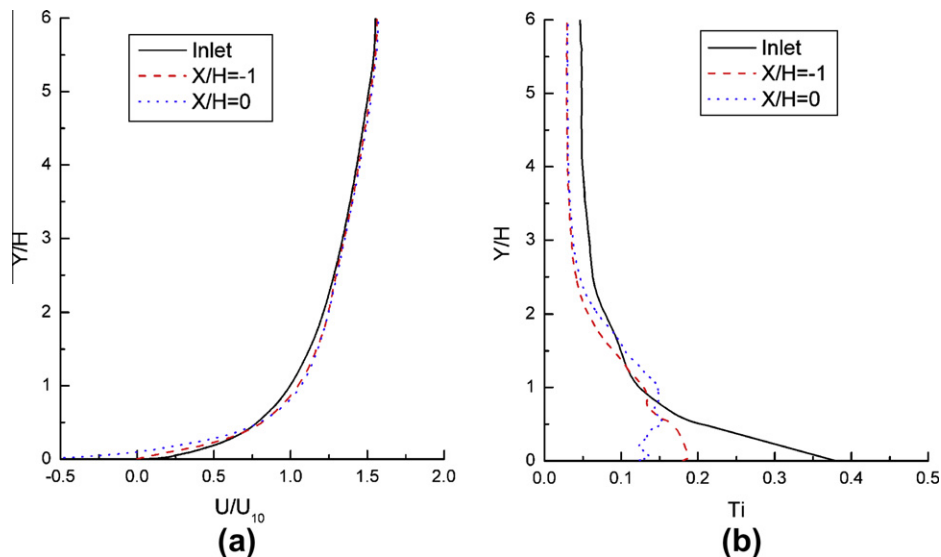 6
5
4
3
2
1
0
Y/H
Inlet
X/H=-1
X/H=0
-0.5 0.0 0.5 1.0 1.5 2.0
U/U₁₀
(a)
6
5
4
3
2
1
0
Y/H
Inlet
X/H=-1
X/H=0
0.0 0.1 0.2 0.3 0.4 0.5
Ti
(b)